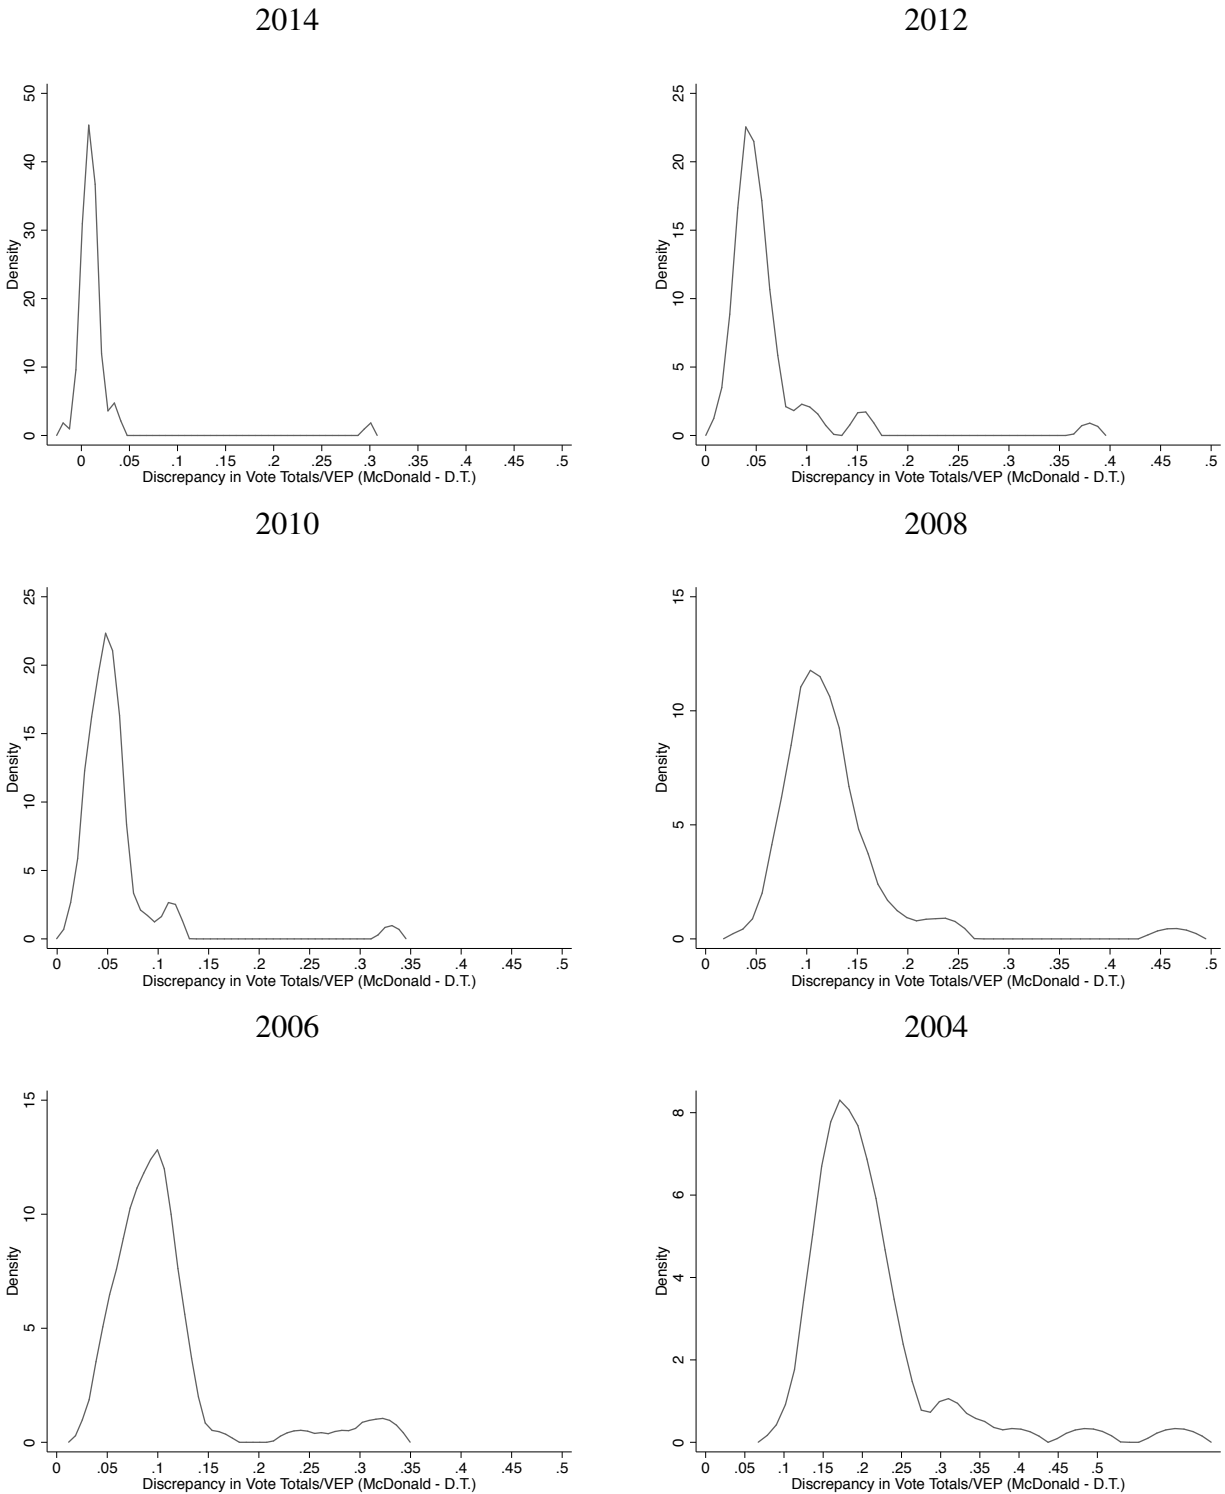 2014
50
40
30
20
10
0
Density
0 .05 .1 .15 .2 .25 .3 .35 .4 .45 .5
Discrepancy in Vote Totals/VEP (McDonald - D.T.)
2012
25
20
15
10
5
0
Density
0 .05 .1 .15 .2 .25 .3 .35 .4 .45 .5
Discrepancy in Vote Totals/VEP (McDonald - D.T.)
2010
25
20
15
10
5
0
Density
0 .05 .1 .15 .2 .25 .3 .35 .4 .45 .5
Discrepancy in Vote Totals/VEP (McDonald - D.T.)
2008
15
10
5
0
Density
0 .05 .1 .15 .2 .25 .3 .35 .4 .45 .5
Discrepancy in Vote Totals/VEP (McDonald - D.T.)
2006
15
10
5
0
Density
0 .05 .1 .15 .2 .25 .3 .35 .4 .45 .5
Discrepancy in Vote Totals/VEP (McDonald - D.T.)
2004
8
6
4
2
0
Density
0 .05 .1 .15 .2 .25 .3 .35 .4 .45 .5
Discrepancy in Vote Totals/VEP (McDonald - D.T.)